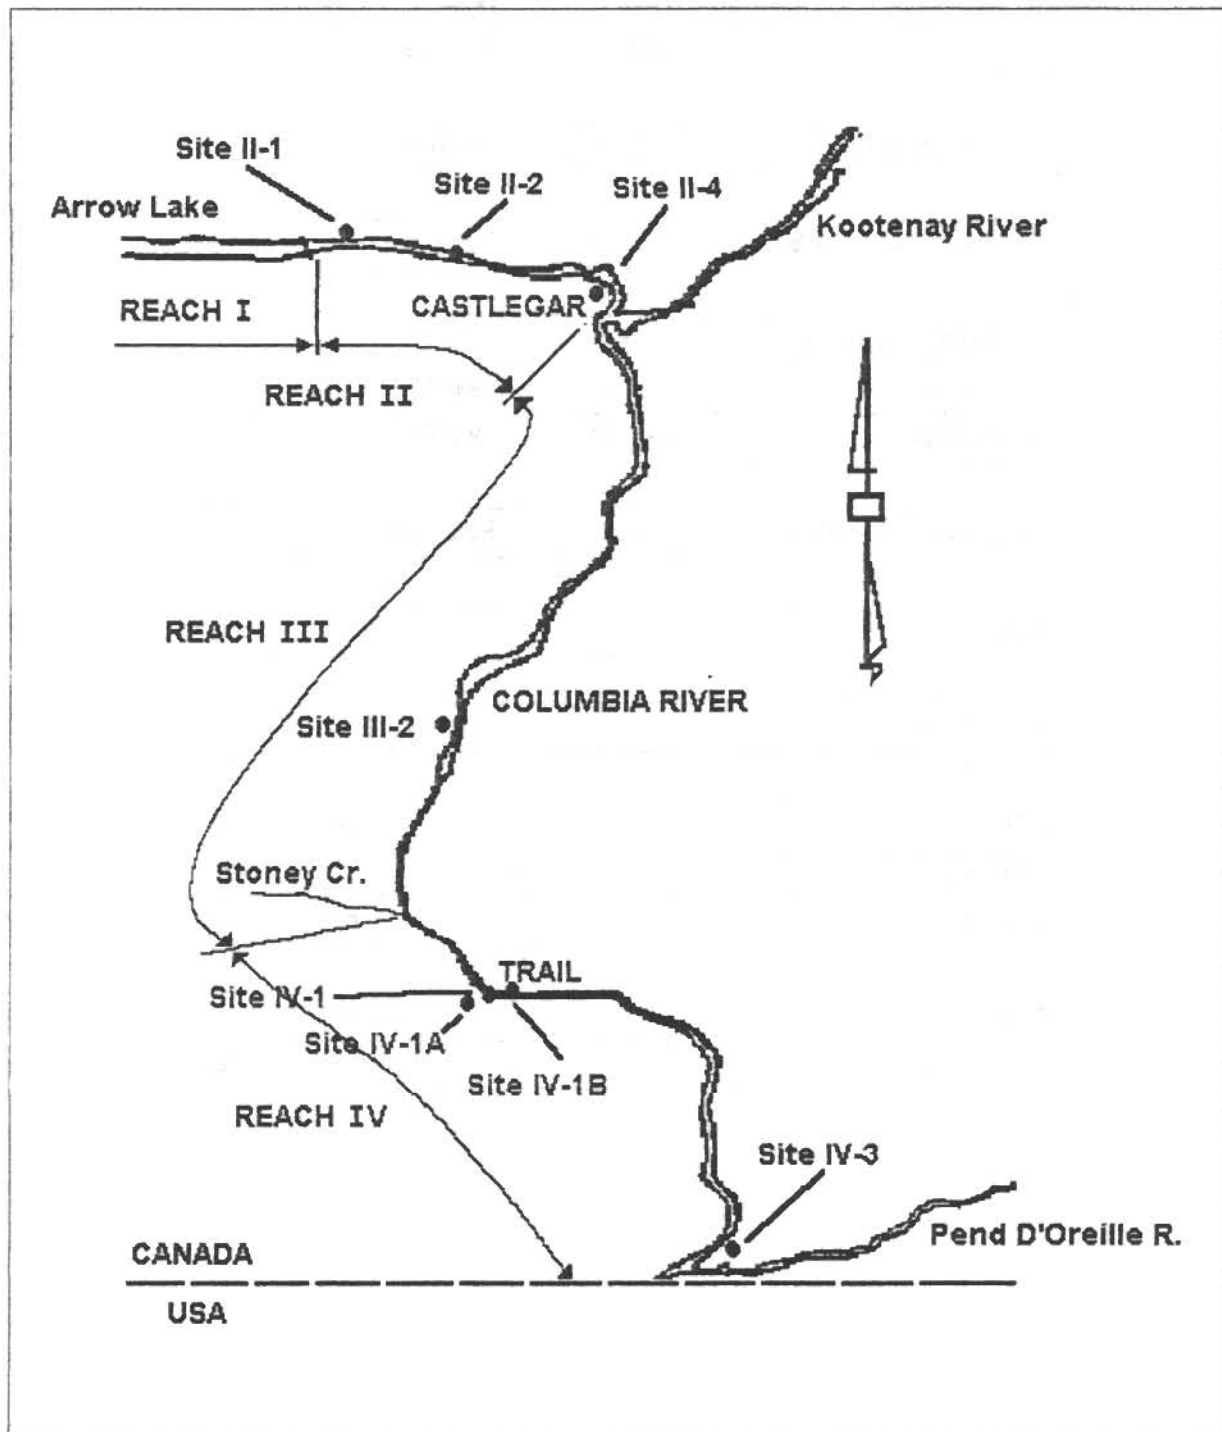 Site II-1
Site II-2
Site II-4
Arrow Lake
Kootenay River
REACH I
CASTLEGAR
REACH II
REACH III
COLUMBIA RIVER
Site III-2
Stoney Cr.
TRAIL
Site IV-1
Site IV-1A
Site IV-1B
REACH IV
Site IV-3
Pend D'Oreille R.
CANADA
USA